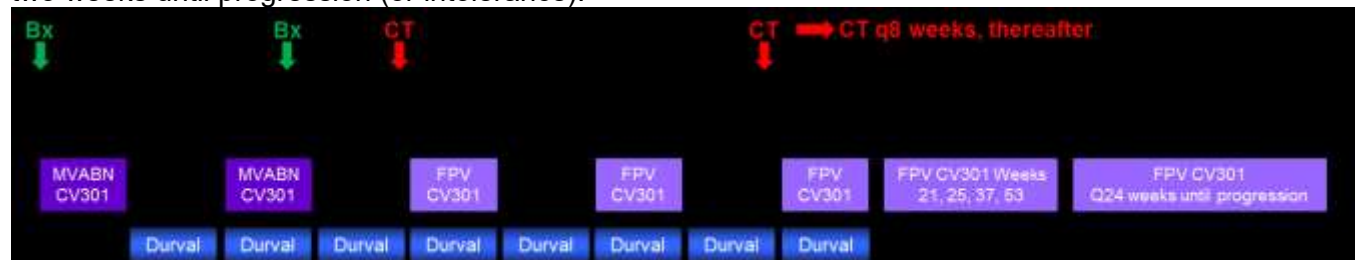 two weeks until progression (or intolerance).
Bx Bx CT CT CT q8 weeks, thereafter
MVABN MVABN FPV FPV FPV FPV CV301 Weeks FPV CV301
CV301 CV301 CV301 CV301 CV301 21, 25, 37, 53 Q24 weeks until progression
Durval Durval Durval Durval Durval Durval Durval Durval